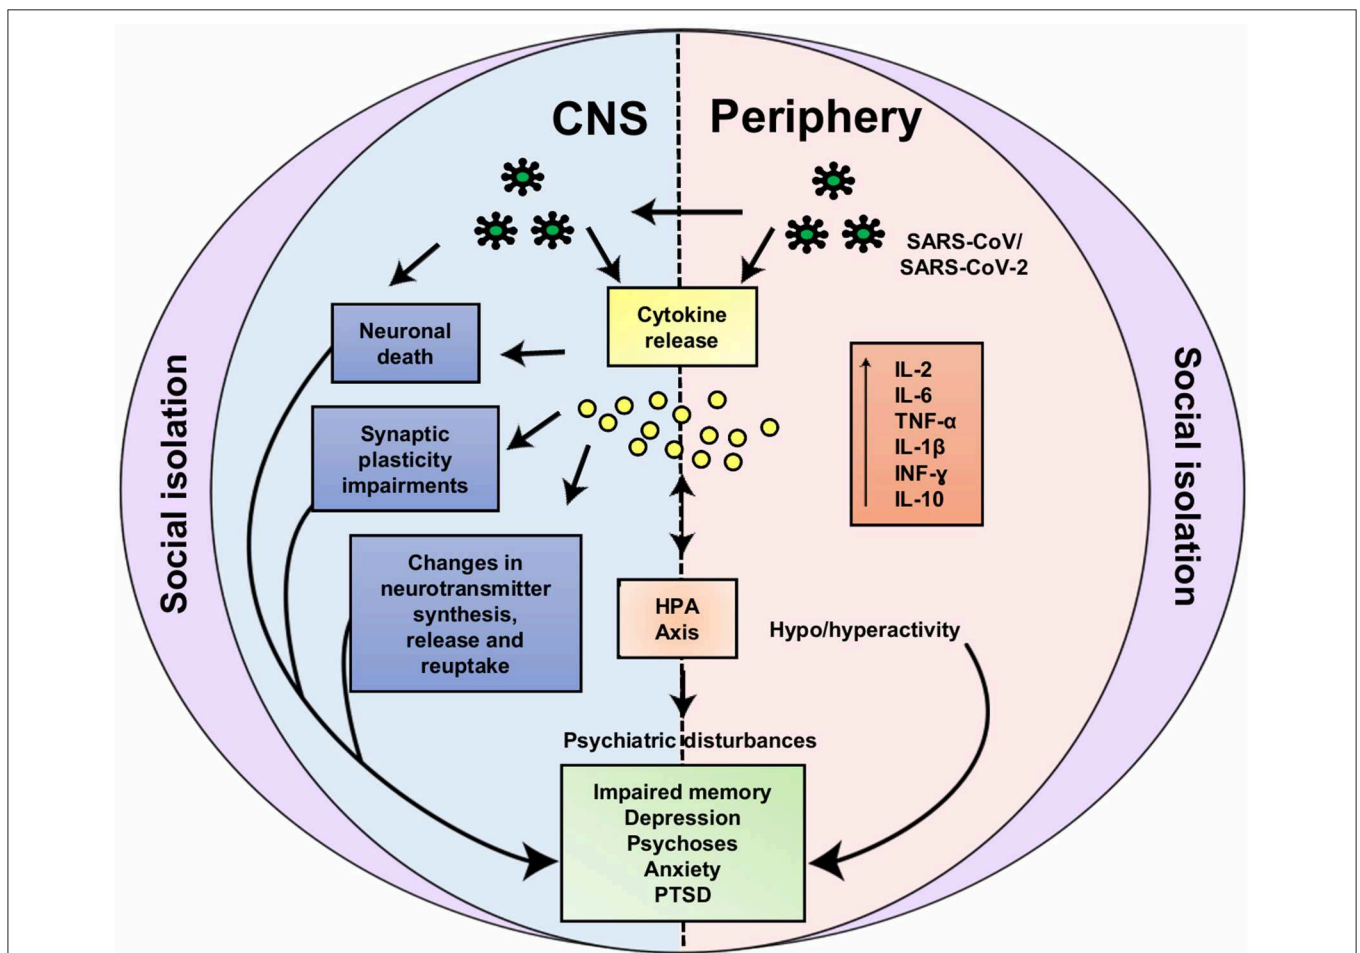 CNS
Periphery
SARS-CoV/
SARS-CoV-2
Cytokine
release
Neuronal
death
Synaptic
plasticity
impairments
Changes in
neurotransmitter
synthesis,
release and
reuptake
IL-2
IL-6
TNF-α
IL-1β
INF-ɣ
IL-10
HPA
Axis
Hypo/hyperactivity
Psychiatric disturbances
Impaired memory
Depression
Psychoses
Anxiety
PTSD
Social isolation
Social isolation